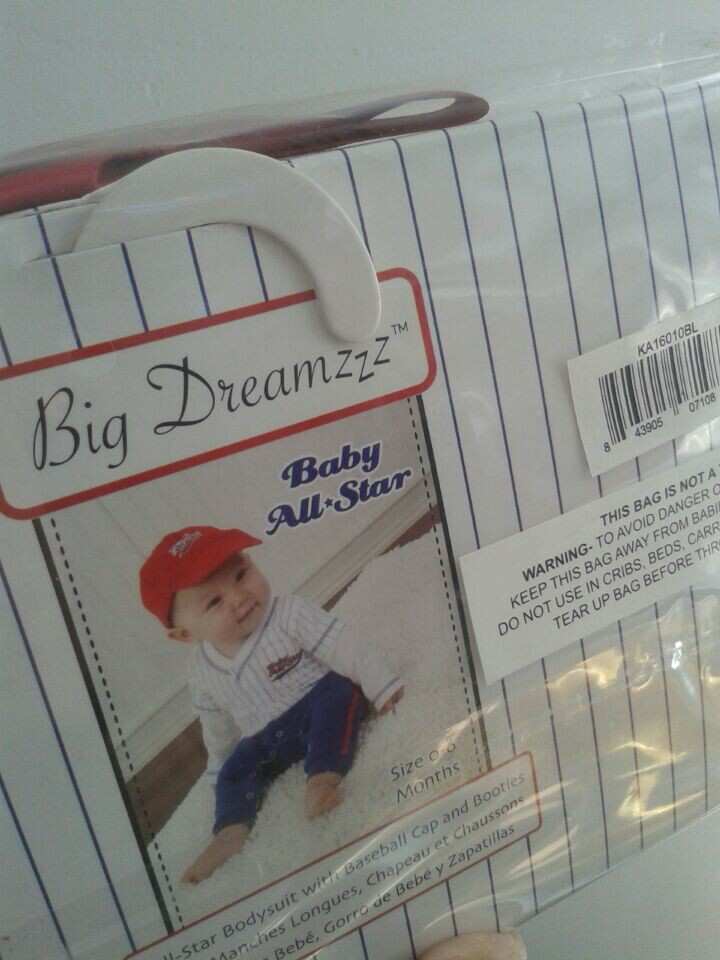 Big Dreamzzz™
Baby
All★Star
Size 0-6
Months
ll-Star Bodysuit with Baseball Cap and Booties
Manches Longues, Chapeau et Chaussons
Bebé, Gorro de Bebé y Zapatillas
KA16010BL
8 43905 07108
THIS BAG IS NOT A
WARNING- TO AVOID DANGER O
KEEP THIS BAG AWAY FROM BABI
DO NOT USE IN CRIBS, BEDS, CARR
TEAR UP BAG BEFORE THR